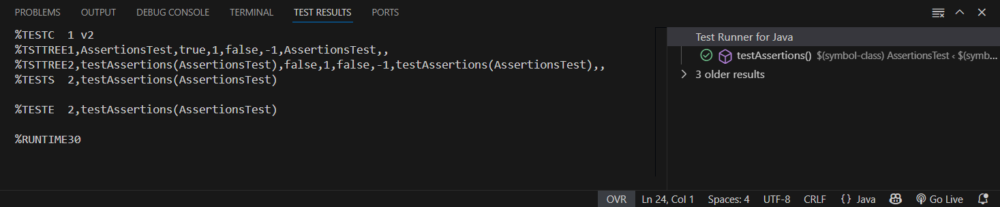 PROBLEMS OUTPUT DEBUG CONSOLE TERMINAL TEST RESULTS PORTS
%TESTC  1 v2
%TSTTREE1,AssertionsTest,true,1,false,-1,AssertionsTest,,
%TSTTREE2,testAssertions(AssertionsTest),false,1,false,-1,testAssertions(AssertionsTest),,
%TESTS  2,testAssertions(AssertionsTest)
%TESTE  2,testAssertions(AssertionsTest)
%RUNTIME30
Test Runner for Java
testAssertions() $(symbol-class) AssertionsTest < $(symb...
3 older results
OVR Ln 24, Col 1 Spaces: 4 UTF-8 CRLF {} Java Go Live